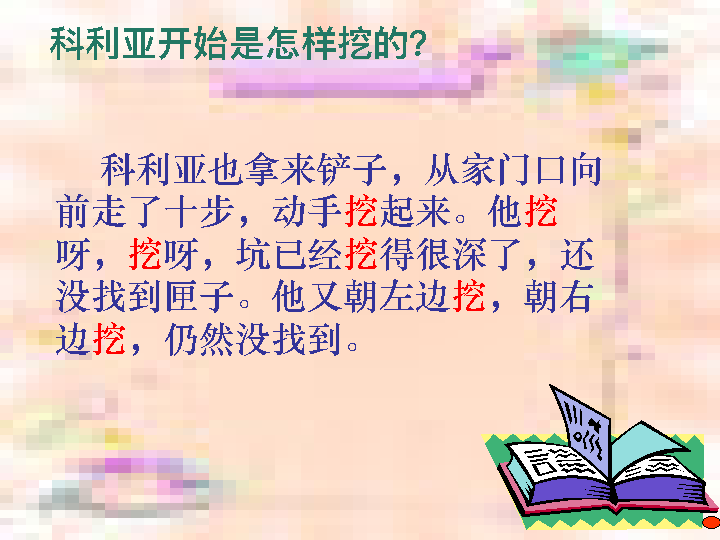 科利亚开始是怎样挖的?
科利亚也拿来铲子，从家门口向
前走了十步，动手挖起来。他挖
呀，挖呀，坑已经挖得很深了，还
没找到匣子。他又朝左边挖，朝右
边挖，仍然没找到。